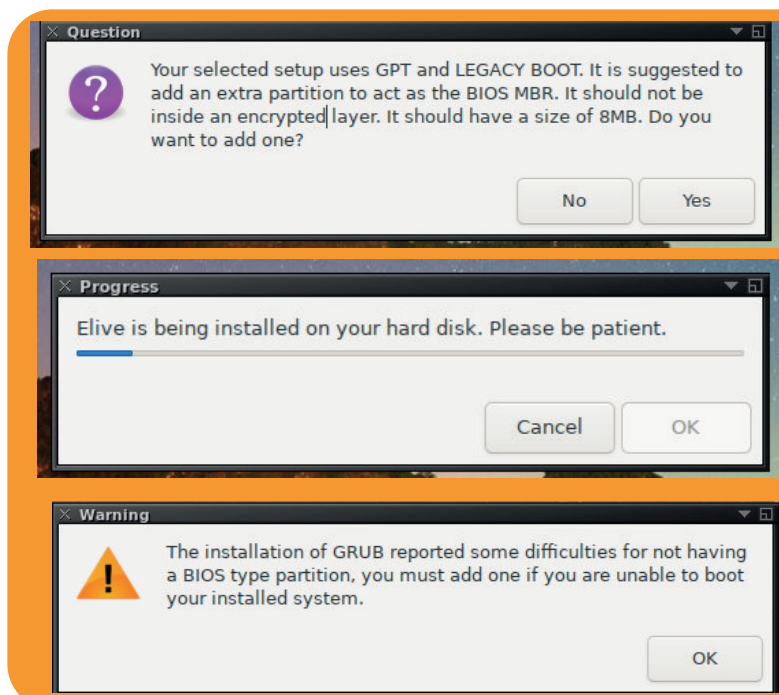 Question
Your selected setup uses GPT and LEGACY BOOT. It is suggested to
add an extra partition to act as the BIOS MBR. It should not be
inside an encrypted layer. It should have a size of 8MB. Do you
want to add one?
No Yes
Progress
Elive is being installed on your hard disk. Please be patient.
Cancel OK
Warning
The installation of GRUB reported some difficulties for not having
a BIOS type partition, you must add one if you are unable to boot
your installed system.
OK